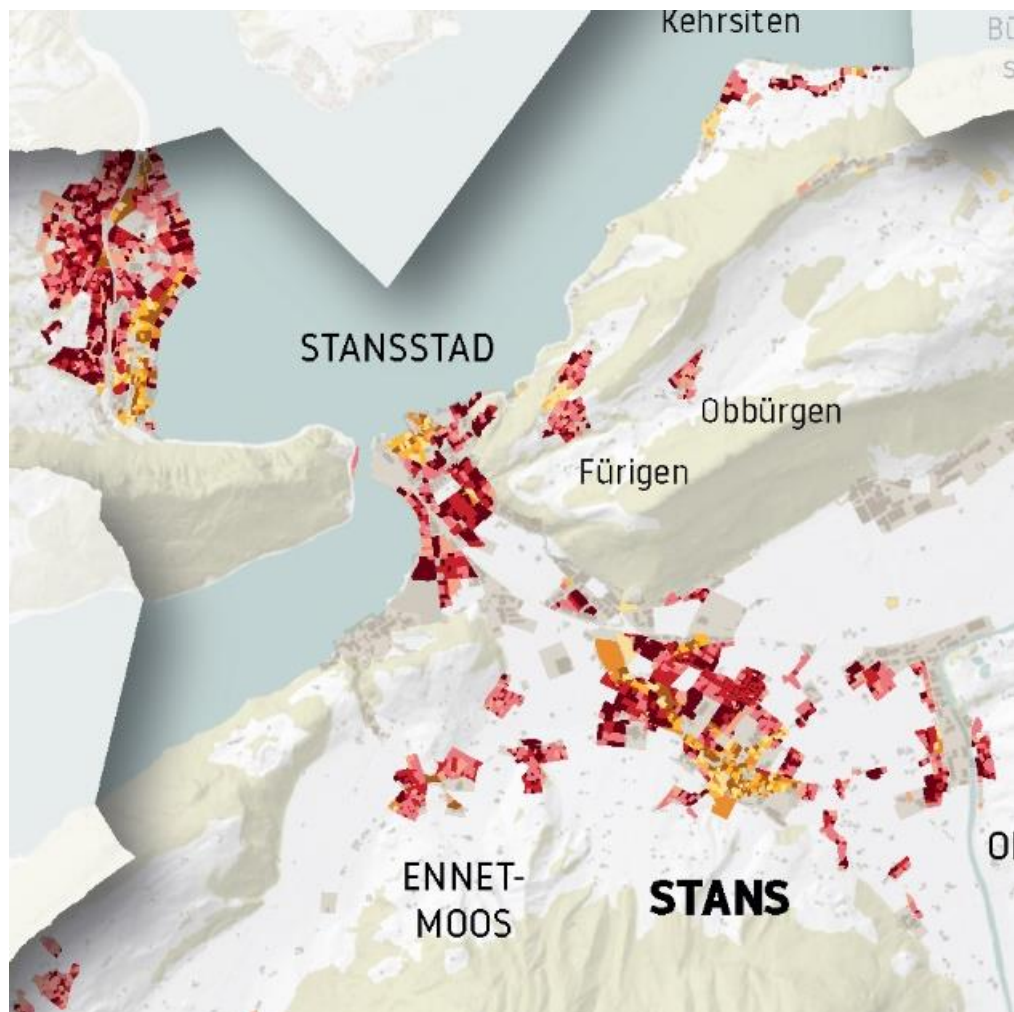 Kehrsiten
STANSSTAD
Obbürgen
Fürigen
ENNET-
MOOS
STANS